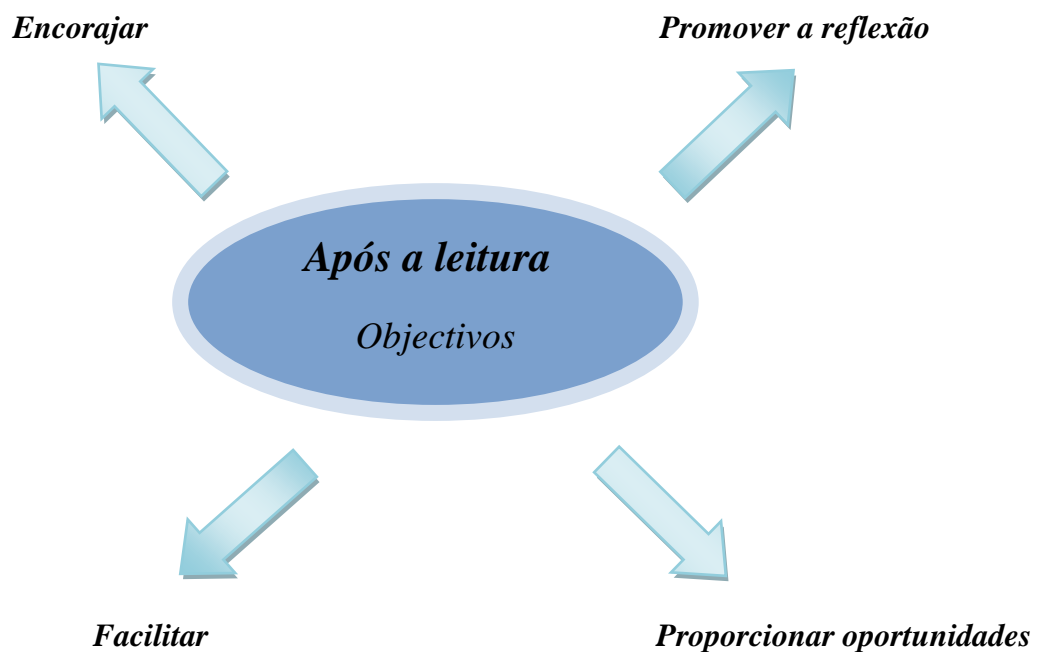 Encorajar
Promover a reflexão
Após a leitura
Objectivos
Facilitar
Proporcionar oportunidades